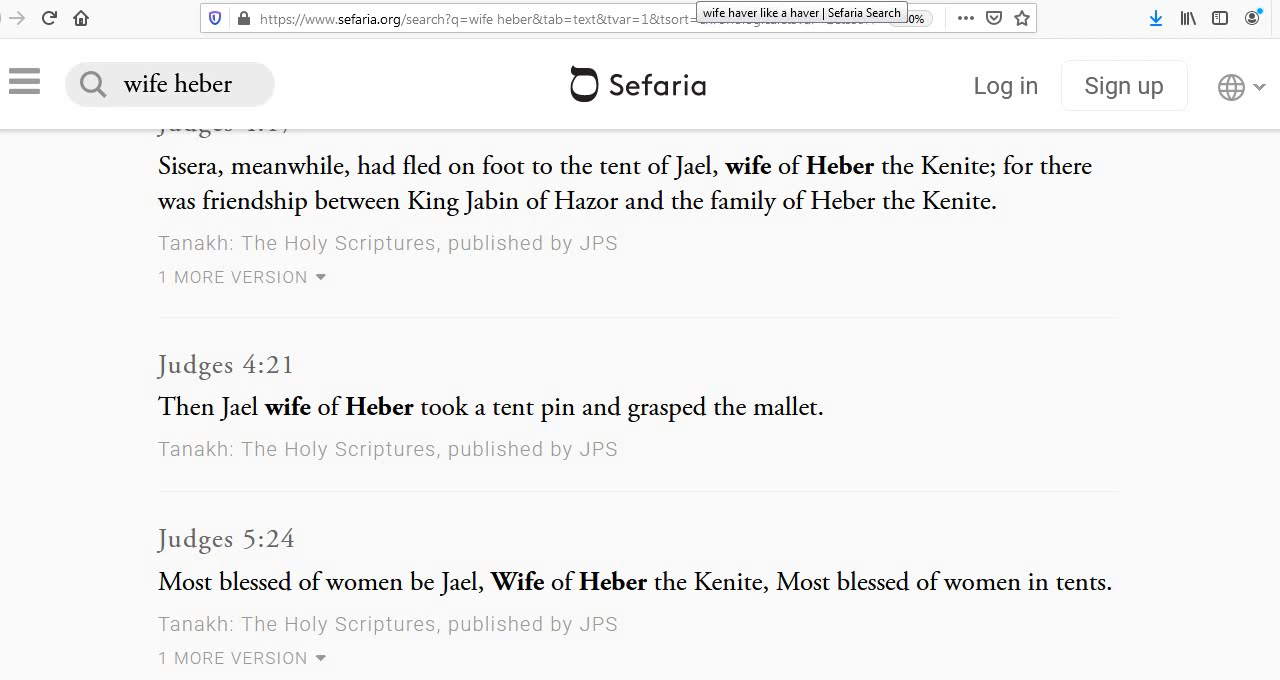 wife haver like a haver | Sefaria Search
https://www.sefaria.org/search?q=wife heber&tab=text&tvar=1&tsort=
0%
wife heber
Sefaria
Log in
Sign up
Sisera, meanwhile, had fled on foot to the tent of Jael, wife of Heber the Kenite; for there
was friendship between King Jabin of Hazor and the family of Heber the Kenite.
Tanakh: The Holy Scriptures, published by JPS
1 MORE VERSION
Judges 4:21
Then Jael wife of Heber took a tent pin and grasped the mallet.
Tanakh: The Holy Scriptures, published by JPS
Judges 5:24
Most blessed of women be Jael, Wife of Heber the Kenite, Most blessed of women in tents.
Tanakh: The Holy Scriptures, published by JPS
1 MORE VERSION